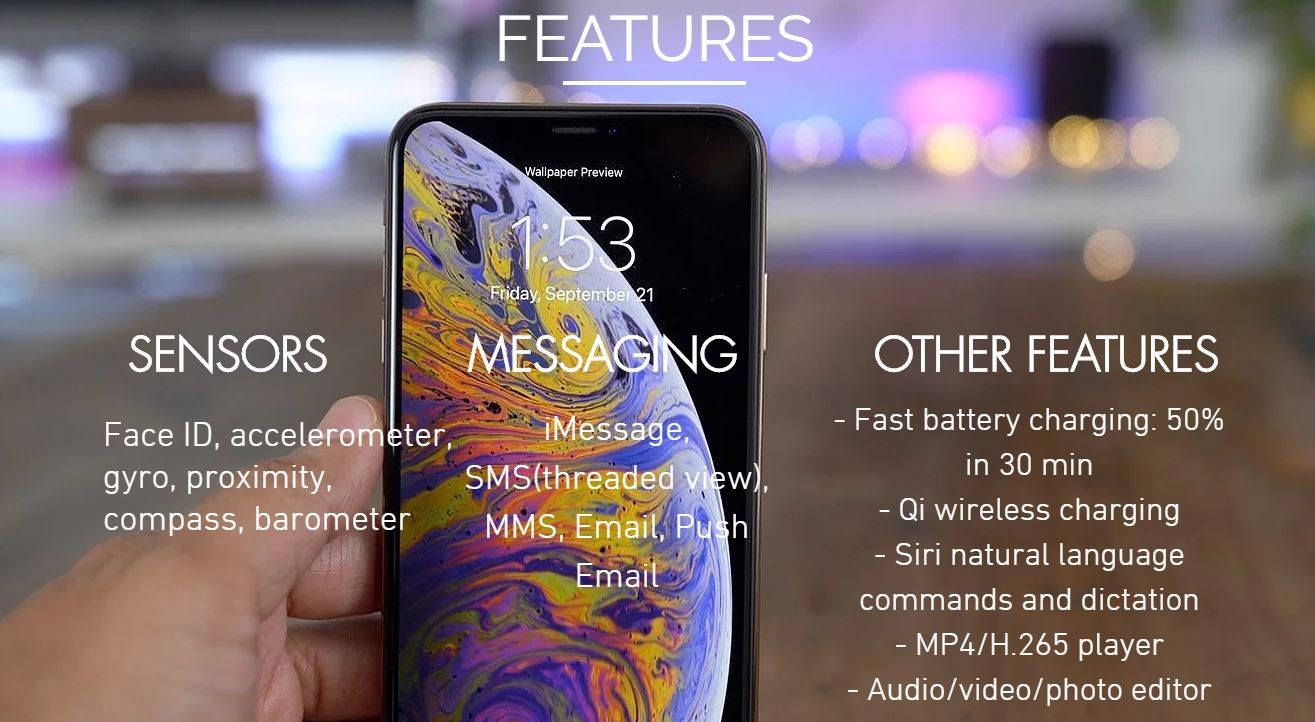 FEATURES
Wallpaper Preview
1:53
Friday, September 21
SENSORS
Face ID, accelerometer,
gyro, proximity,
compass, barometer
MESSAGING
iMessage,
SMS(threaded view),
MMS, Email, Push
Email
OTHER FEATURES
- Fast battery charging: 50%
in 30 min
- Qi wireless charging
- Siri natural language
commands and dictation
- MP4/H.265 player
- Audio/video/photo editor